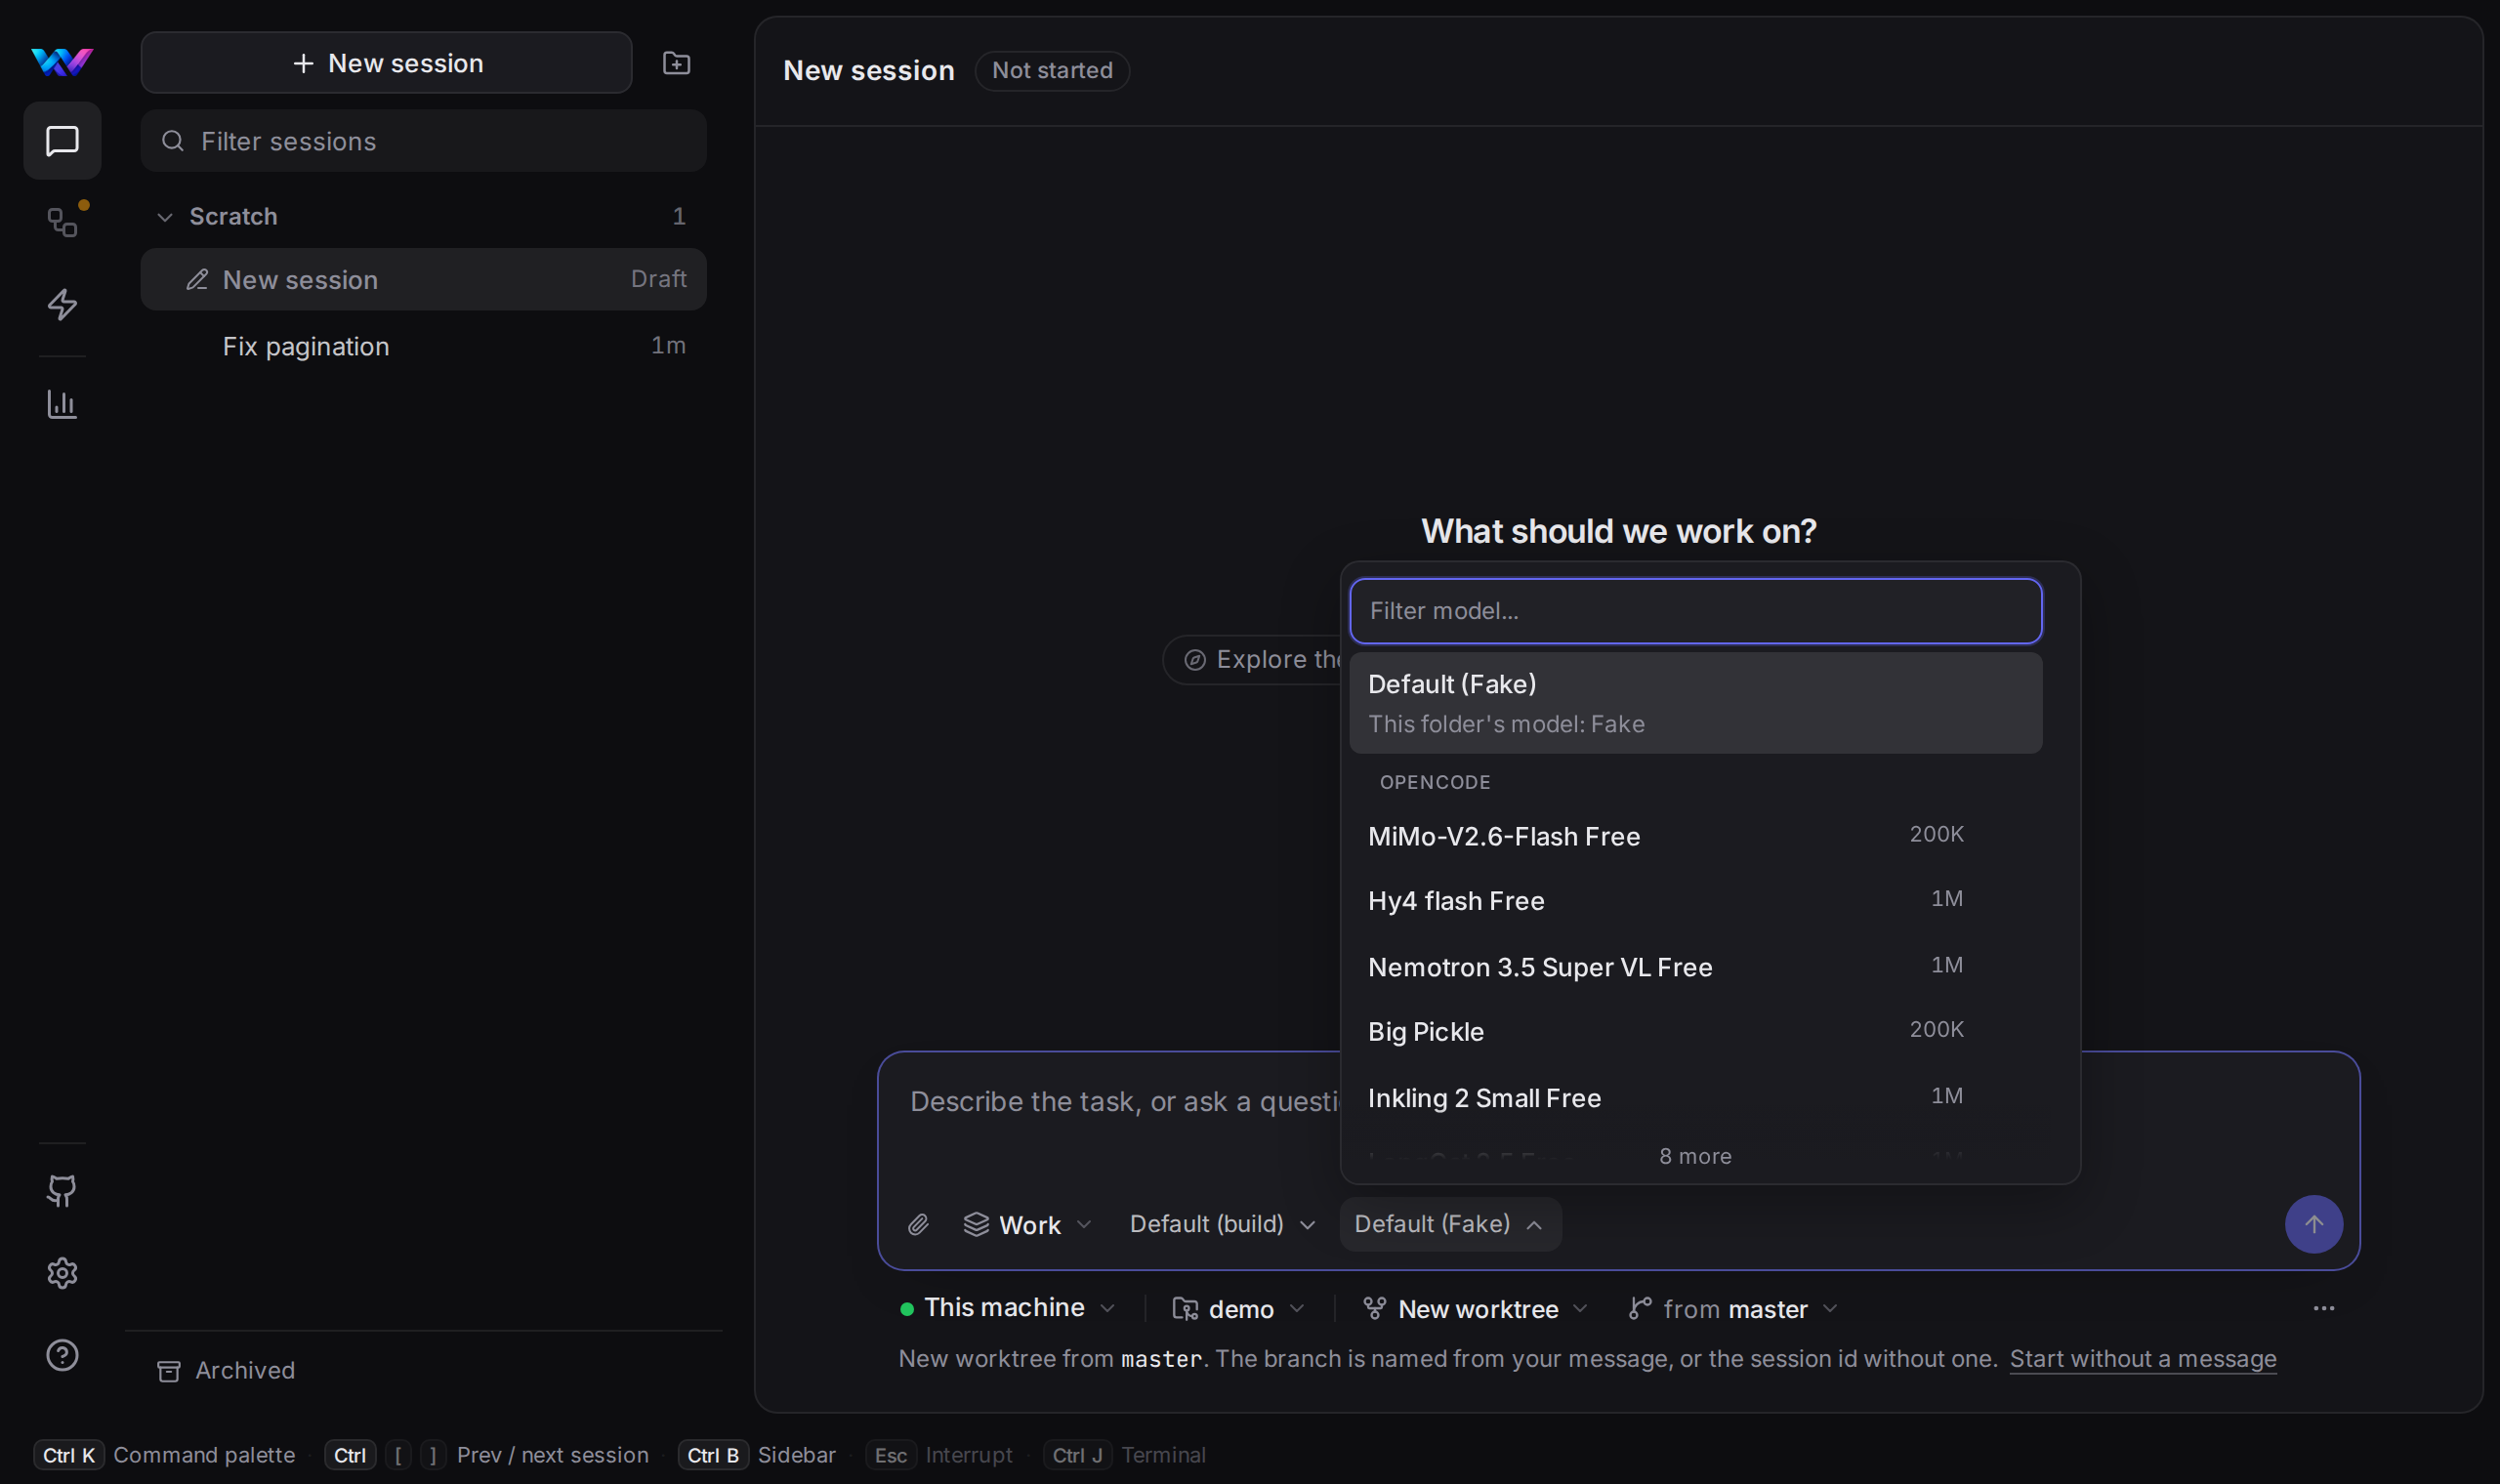 New session
Filter sessions
Scratch 1
New session Draft
Fix pagination 1m
Archived
New session Not started
What should we work on?
Explore the
Filter model...
Default (Fake)
This folder's model: Fake
OPENCODE
MiMo-V2.6-Flash Free 200K
Hy4 flash Free 1M
Nemotron 3.5 Super VL Free 1M
Big Pickle 200K
Inkling 2 Small Free 1M
8 more
Describe the task, or ask a questi
Work Default (build) Default (Fake)
This machine demo New worktree from master
New worktree from master. The branch is named from your message, or the session id without one. Start without a message
Ctrl K Command palette · Ctrl [ ] Prev / next session · Ctrl B Sidebar · Esc Interrupt · Ctrl J Terminal